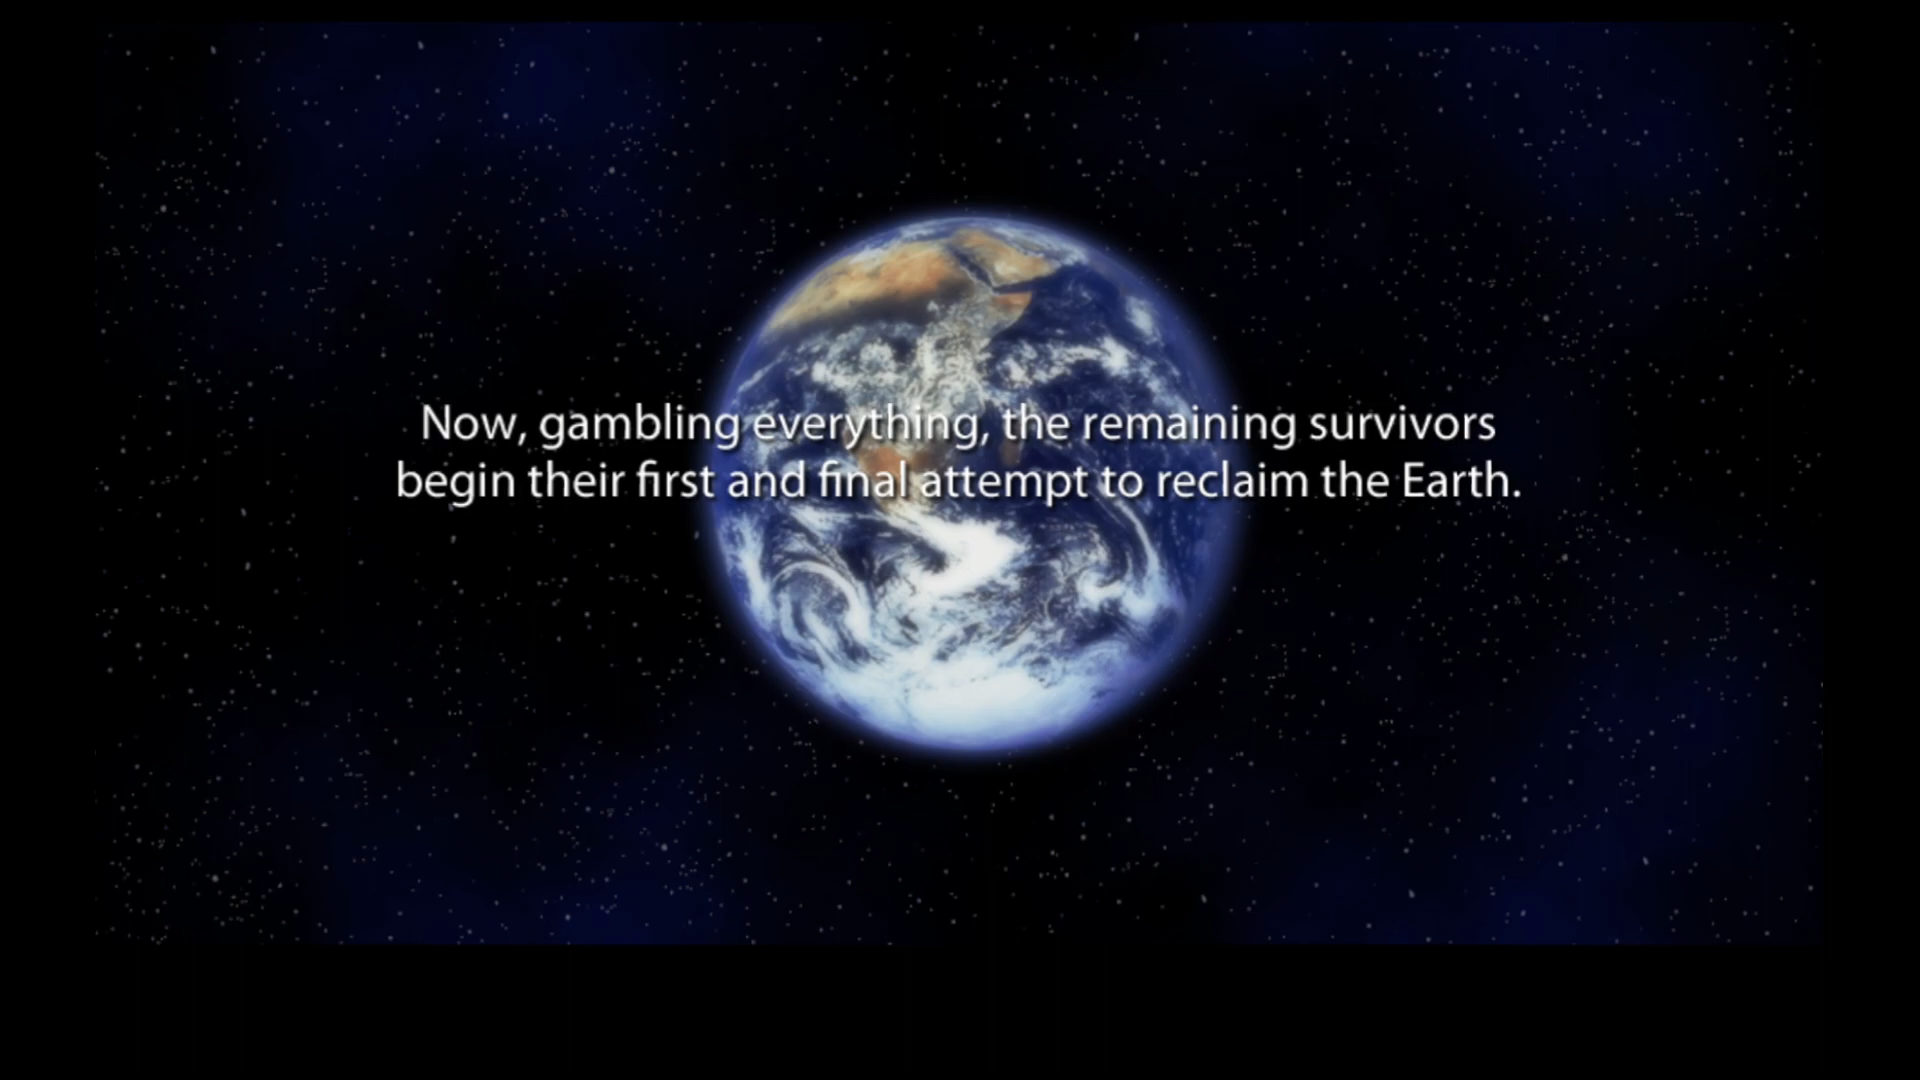 Now, gambling everything, the remaining survivors
begin their first and final attempt to reclaim the Earth.